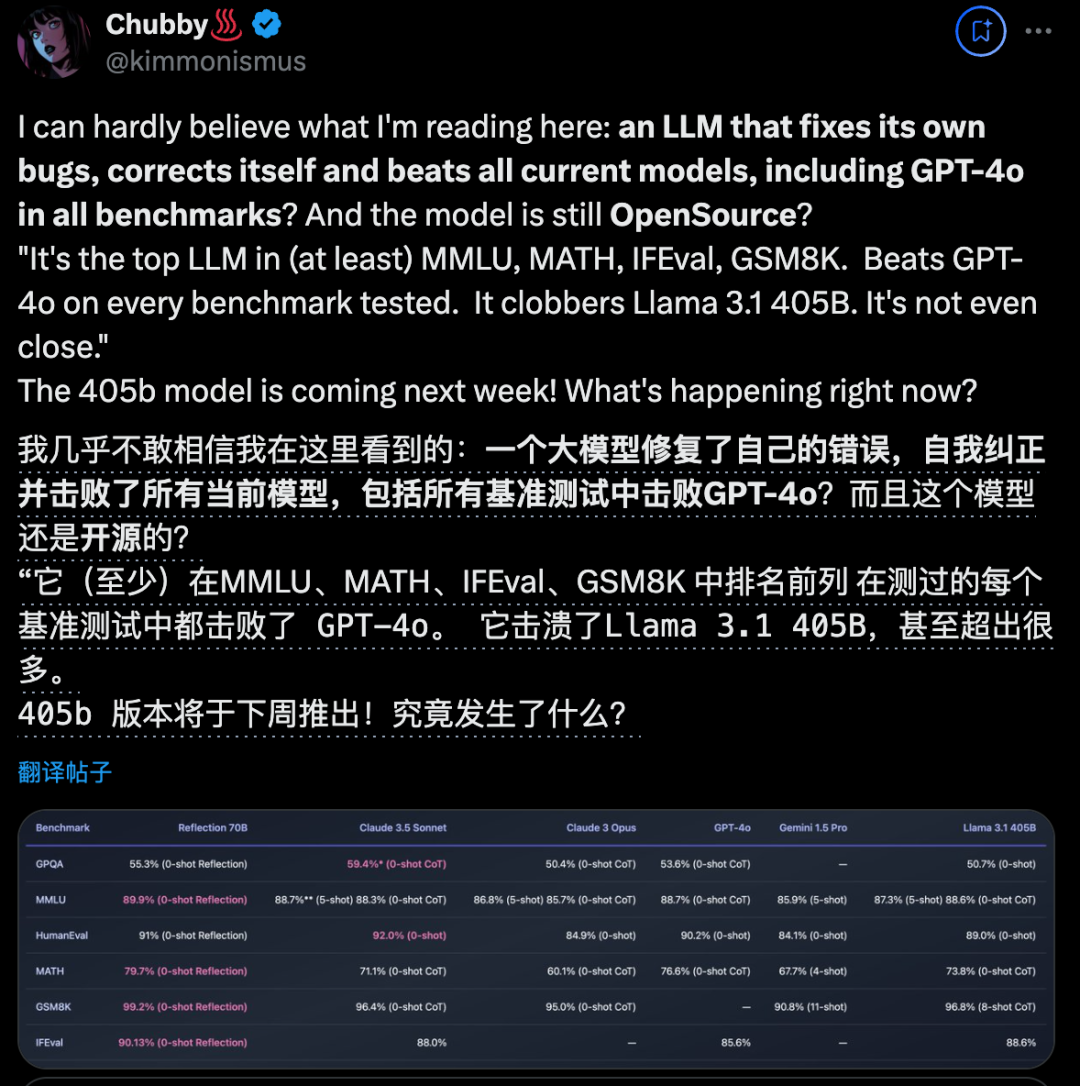 Chubby♨️
@kimmonismus
I can hardly believe what I'm reading here: an LLM that fixes its own
bugs, corrects itself and beats all current models, including GPT-4o
in all benchmarks? And the model is still OpenSource?
"It's the top LLM in (at least) MMLU, MATH, IFEval, GSM8K.  Beats GPT-
4o on every benchmark tested.  It clobbers Llama 3.1 405B. It's not even
close."
The 405b model is coming next week! What's happening right now?
我几乎不敢相信我在这里看到的：一个大模型修复了自己的错误，自我纠正
并击败了所有当前模型，包括所有基准测试中击败GPT-4o？而且这个模型
还是开源的？
“它（至少）在MMLU、MATH、IFEval、GSM8K 中排名前列 在测过的每个
基准测试中都击败了 GPT-4o。 它击溃了Llama 3.1 405B，甚至超出很
多。
405b 版本将于下周推出！究竟发生了什么？
翻译帖子
Benchmark Reflection 70B Claude 3.5 Sonnet Claude 3 Opus GPT-4o Gemini 1.5 Pro Llama 3.1 405B
GPQA 55.3% (0-shot Reflection) 59.4%* (0-shot CoT) 50.4% (0-shot CoT) 53.6% (0-shot CoT) — 50.7% (0-shot)
MMLU 89.9% (0-shot Reflection) 88.7%** (5-shot) 88.3% (0-shot CoT) 86.8% (5-shot) 85.7% (0-shot CoT) 88.7% (0-shot CoT) 85.9% (5-shot) 87.3% (5-shot) 88.6% (0-shot CoT)
HumanEval 91% (0-shot Reflection) 92.0% (0-shot) 84.9% (0-shot) 90.2% (0-shot) 84.1% (0-shot) 89.0% (0-shot)
MATH 79.7% (0-shot Reflection) 71.1% (0-shot CoT) 60.1% (0-shot CoT) 76.6% (0-shot CoT) 67.7% (4-shot) 73.8% (0-shot CoT)
GSM8K 99.2% (0-shot Reflection) 96.4% (0-shot CoT) 95.0% (0-shot CoT) — 90.8% (11-shot) 96.8% (8-shot CoT)
IFEval 90.13% (0-shot Reflection) 88.0% — 85.6% — 88.6%